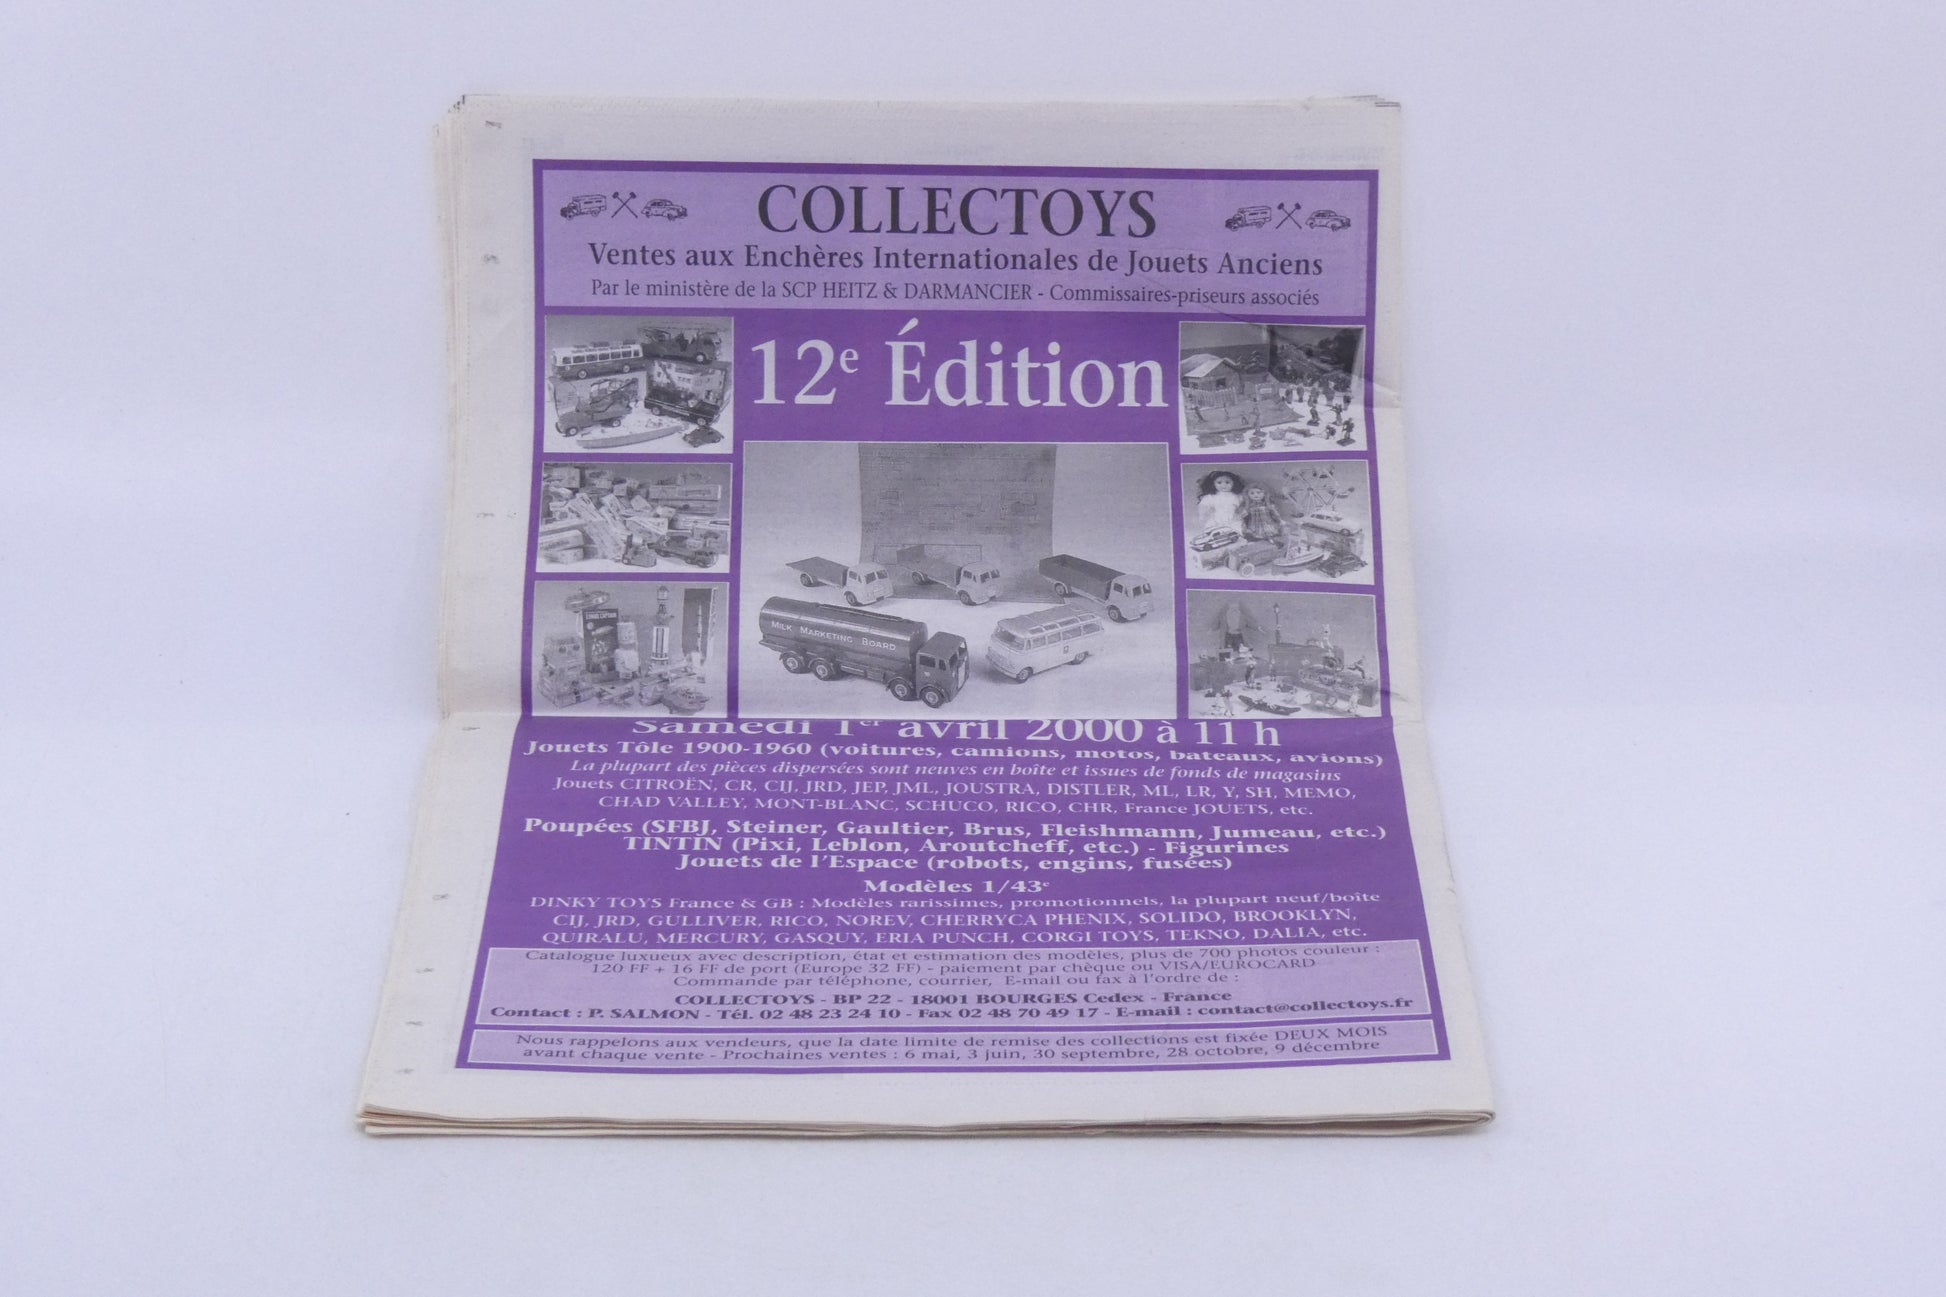 COLLECTOYS
Ventes aux Enchères Internationales de Jouets Anciens
Par le ministère de la SCP HEITZ & DARMANCIER - Commissaires-priseurs associés
12e Édition
MILK MARKETING BOARD
Samedi 1er avril 2000 à 11 h
Jouets Tôle 1900-1960 (voitures, camions, motos, bateaux, avions)
La plupart des pièces dispersées sont neuves en boîte et issues de fonds de magasins
Jouets CITROËN, CR, CIJ, JRD, JEP, JML, JOUSTRA, DISTLER, ML, LR, Y, SH, MEMO,
CHAD VALLEY, MONT-BLANC, SCHUCO, RICO, CHR, France JOUETS, etc.
Poupées (SFBJ, Steiner, Gaultier, Brus, Fleishmann, Jumeau, etc.)
TINTIN (Pixi, Leblon, Aroutcheff, etc.) - Figurines
Jouets de l'Espace (robots, engins, fusées)
Modèles 1/43e
DINKY TOYS France & GB : Modèles rarissimes, promotionnels, la plupart neuf/boîte
CIJ, JRD, GULLIVER, RICO, NOREV, CHERRYCA PHENIX, SOLIDO, BROOKLYN,
QUIRALU, MERCURY, GASQUY, ERIA PUNCH, CORGI TOYS, TEKNO, DALIA, etc.
Catalogue luxueux avec description, état et estimation des modèles, plus de 700 photos couleur :
120 FF + 16 FF de port (Europe 32 FF) - paiement par chèque ou VISA/EUROCARD
Commande par téléphone, courrier, E-mail ou fax à l'ordre de :
COLLECTOYS - BP 22 - 18001 BOURGES Cedex - France
Contact : P. SALMON - Tél. 02 48 23 24 10 - Fax 02 48 70 49 17 - E-mail : contact@collectoys.fr
Nous rappelons aux vendeurs, que la date limite de remise des collections est fixée DEUX MOIS
avant chaque vente - Prochaines ventes : 6 mai, 3 juin, 30 septembre, 28 octobre, 9 décembre